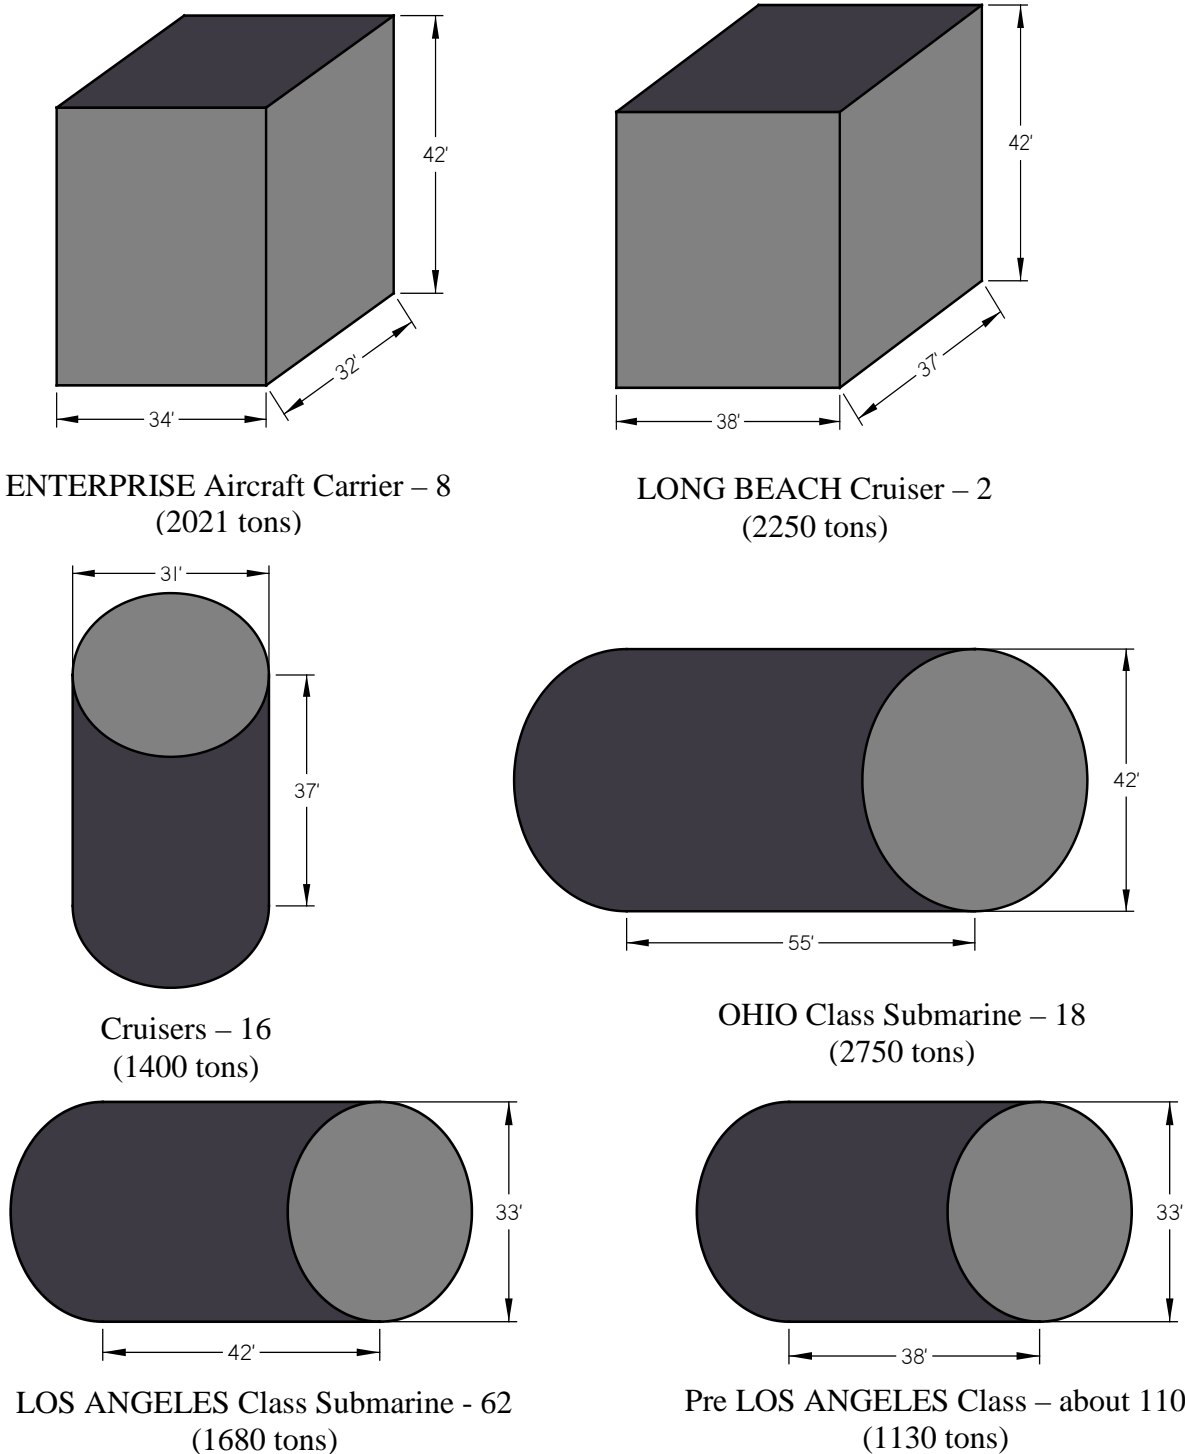 42'
32'
34'
ENTERPRISE Aircraft Carrier – 8
(2021 tons)
42'
37'
38'
LONG BEACH Cruiser – 2
(2250 tons)
31'
37'
Cruisers – 16
(1400 tons)
42'
55'
OHIO Class Submarine – 18
(2750 tons)
33'
42'
LOS ANGELES Class Submarine - 62
(1680 tons)
33'
38'
Pre LOS ANGELES Class – about 110
(1130 tons)